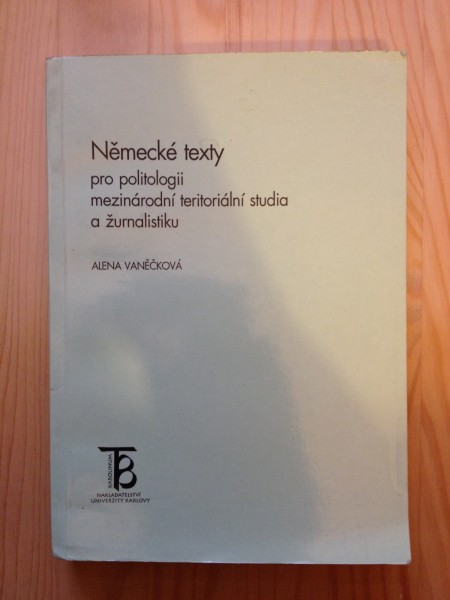 Německé texty
pro politologii
mezinárodní teritoriální studia
a žurnalistiku
ALENA VANĚČKOVÁ
KAROLINUM
NAKLADATELSTVÍ
UNIVERZITY KARLOVY